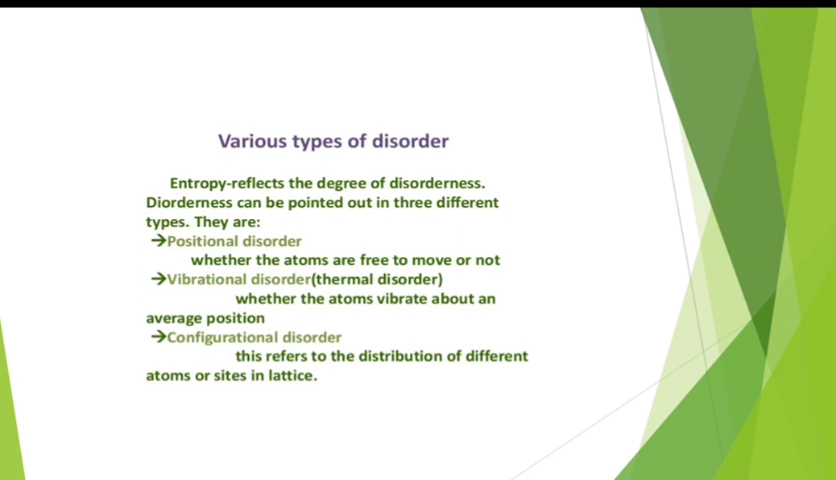 Various types of disorder
Entropy-reflects the degree of disorderness.
Diorderness can be pointed out in three different
types. They are:
→Positional disorder
whether the atoms are free to move or not
→Vibrational disorder(thermal disorder)
whether the atoms vibrate about an
average position
→Configurational disorder
this refers to the distribution of different
atoms or sites in lattice.